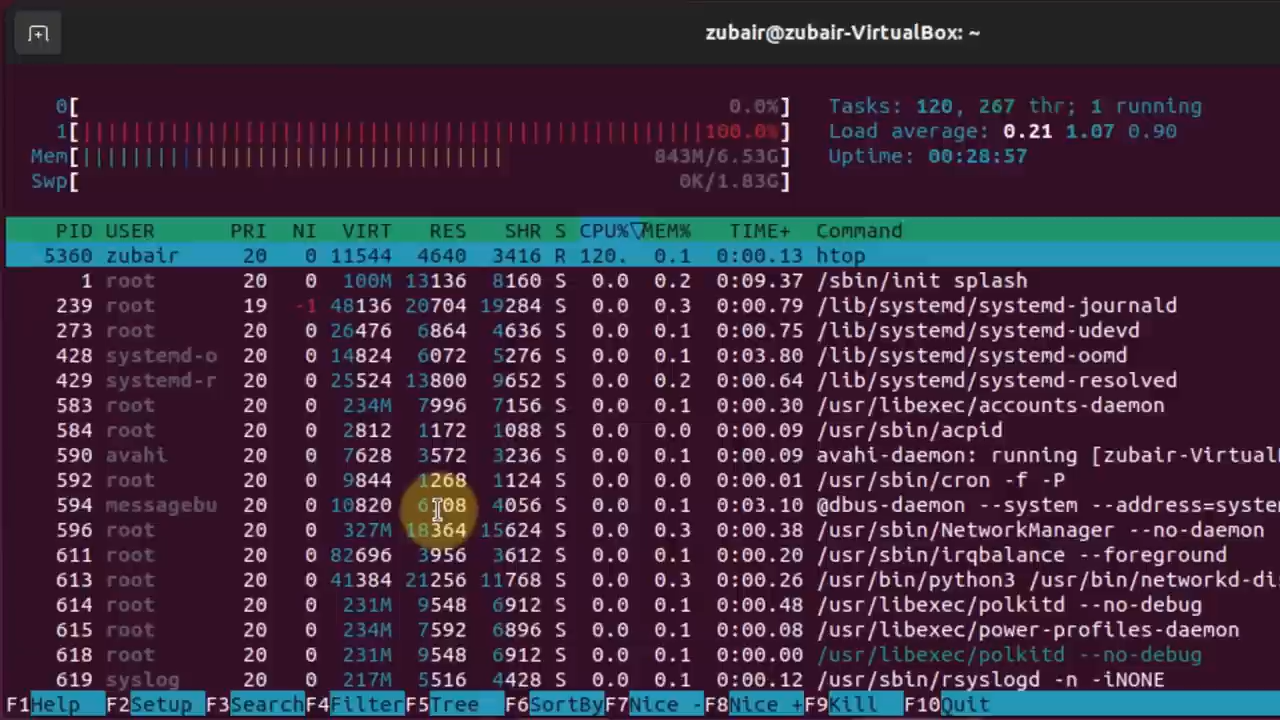 zubair@zubair-VirtualBox: ~
0[ 0.0%] Tasks: 120, 267 thr; 1 running
1[||||||||||||||||||||||||||||||||||||||||||||||||||100.0%] Load average: 0.21 1.07 0.90
Mem[|||||||||||||||||||||||||||||||||| 843M/6.53G] Uptime: 00:28:57
Swp[ 0K/1.83G]
PID USER PRI NI VIRT RES SHR S CPU%▽MEM% TIME+ Command
5360 zubair 20 0 11544 4640 3416 R 120. 0.1 0:00.13 htop
1 root 20 0 100M 13136 8160 S 0.0 0.2 0:09.37 /sbin/init splash
239 root 19 -1 48136 20704 19284 S 0.0 0.3 0:00.79 /lib/systemd/systemd-journald
273 root 20 0 26476 6864 4636 S 0.0 0.1 0:00.75 /lib/systemd/systemd-udevd
428 systemd-o 20 0 14824 6072 5276 S 0.0 0.1 0:03.80 /lib/systemd/systemd-oomd
429 systemd-r 20 0 25524 13800 9652 S 0.0 0.2 0:00.64 /lib/systemd/systemd-resolved
583 root 20 0 234M 7996 7156 S 0.0 0.1 0:00.30 /usr/libexec/accounts-daemon
584 root 20 0 2812 1172 1088 S 0.0 0.0 0:00.09 /usr/sbin/acpid
590 avahi 20 0 7628 3572 3236 S 0.0 0.1 0:00.09 avahi-daemon: running [zubair-Virtual
592 root 20 0 9844 1268 1124 S 0.0 0.0 0:00.01 /usr/sbin/cron -f -P
594 messagebu 20 0 10820 4056 S 0.0 0.1 0:03.10 @dbus-daemon --system --address=syste
596 root 20 0 327M 18364 15624 S 0.0 0.3 0:00.38 /usr/sbin/NetworkManager --no-daemon
611 root 20 0 82696 3956 3612 S 0.0 0.1 0:00.20 /usr/sbin/irqbalance --foreground
613 root 20 0 41384 21256 11768 S 0.0 0.3 0:00.26 /usr/bin/python3 /usr/bin/networkd-di
614 root 20 0 231M 9548 6912 S 0.0 0.1 0:00.48 /usr/libexec/polkitd --no-debug
615 root 20 0 234M 7592 6896 S 0.0 0.1 0:00.08 /usr/libexec/power-profiles-daemon
618 root 20 0 231M 9548 6912 S 0.0 0.1 0:00.00 /usr/libexec/polkitd --no-debug
619 syslog 20 0 217M 5516 4428 S 0.0 0.1 0:00.12 /usr/sbin/rsyslogd -n -iNONE
F1Help F2Setup F3SearchF4FilterF5Tree F6SortByF7Nice -F8Nice +F9Kill F10Quit